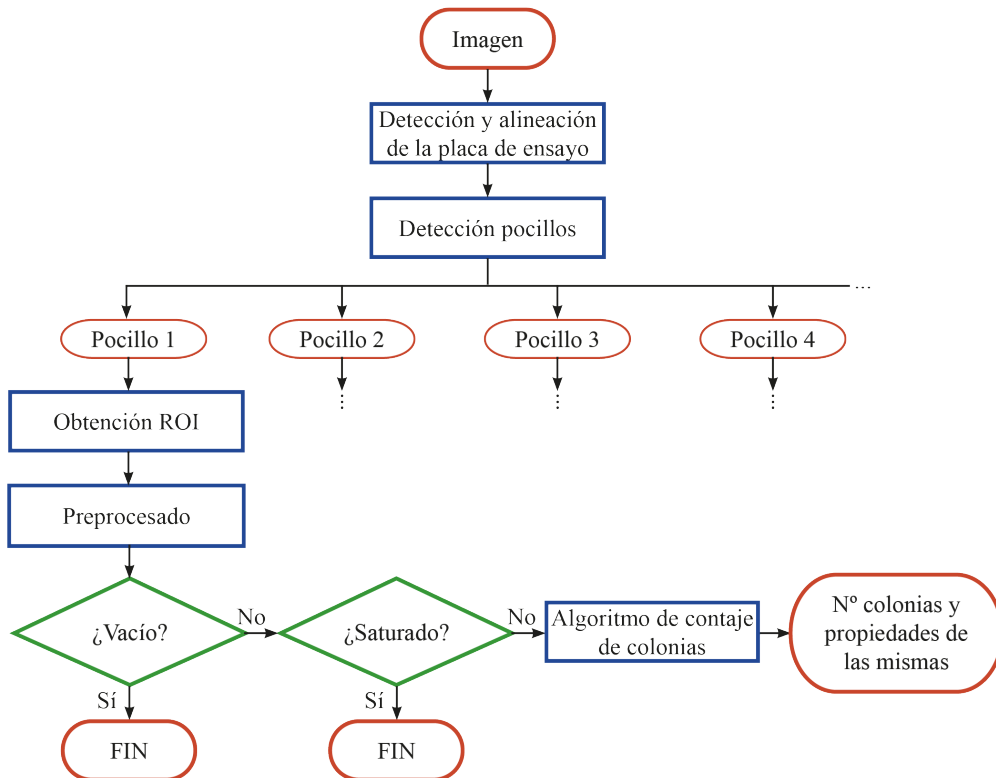 Imagen
Detección y alineación
de la placa de ensayo
Detección pocillos
...
Pocillo 1
Pocillo 2
Pocillo 3
Pocillo 4
Obtención ROI
Preprocesado
¿Vacío?
No
¿Saturado?
No
Algoritmo de contaje
de colonias
Nº colonias y
propiedades de
las mismas
Sí
Sí
FIN
FIN